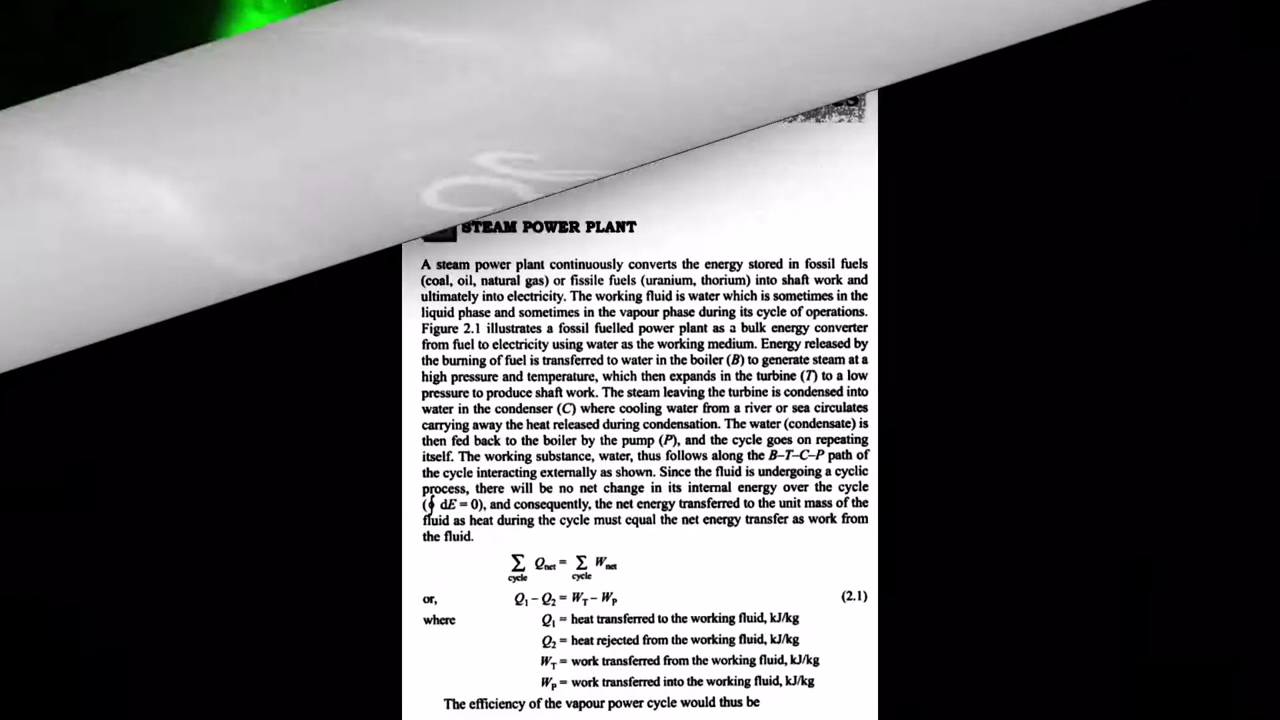 STEAM POWER PLANT
A steam power plant continuously converts the energy stored in fossil fuels
(coal, oil, natural gas) or fissile fuels (uranium, thorium) into shaft work and
ultimately into electricity. The working fluid is water which is sometimes in the
liquid phase and sometimes in the vapour phase during its cycle of operations.
Figure 2.1 illustrates a fossil fuelled power plant as a bulk energy converter
from fuel to electricity using water as the working medium. Energy released by
the burning of fuel is transferred to water in the boiler (B) to generate steam at a
high pressure and temperature, which then expands in the turbine (T) to a low
pressure to produce shaft work. The steam leaving the turbine is condensed into
water in the condenser (C) where cooling water from a river or sea circulates
carrying away the heat released during condensation. The water (condensate) is
then fed back to the boiler by the pump (P), and the cycle goes on repeating
itself. The working substance, water, thus follows along the B–T–C–P path of
the cycle interacting externally as shown. Since the fluid is undergoing a cyclic
process, there will be no net change in its internal energy over the cycle
(∮ dE = 0), and consequently, the net energy transferred to the unit mass of the
fluid as heat during the cycle must equal the net energy transfer as work from
the fluid.
∑ Qnet = ∑ Wnet
cycle cycle
or, Q₁ – Q₂ = W_T – W_P (2.1)
where Q₁ = heat transferred to the working fluid, kJ/kg
Q₂ = heat rejected from the working fluid, kJ/kg
W_T = work transferred from the working fluid, kJ/kg
W_P = work transferred into the working fluid, kJ/kg
The efficiency of the vapour power cycle would thus be